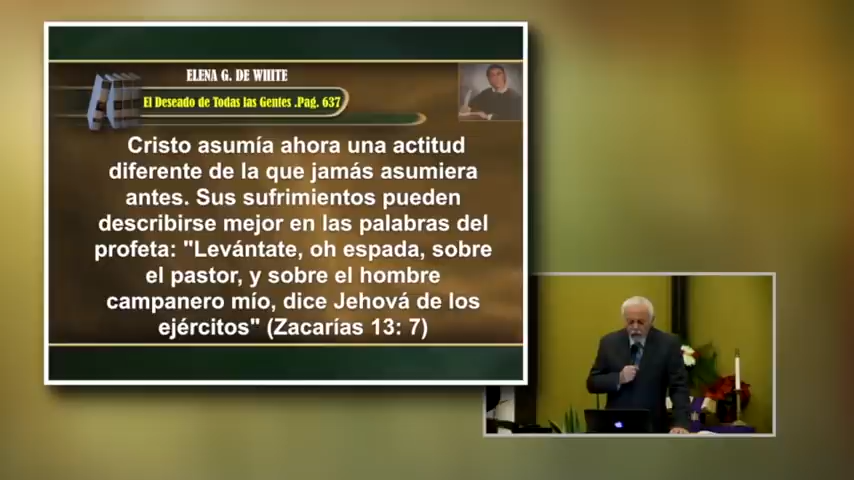 ELENA G. DE WHITE
El Deseado de Todas las Gentes .Pag. 637
Cristo asumía ahora una actitud
diferente de la que jamás asumiera
antes. Sus sufrimientos pueden
describirse mejor en las palabras del
profeta: "Levántate, oh espada, sobre
el pastor, y sobre el hombre
campanero mío, dice Jehová de los
ejércitos" (Zacarías 13: 7)